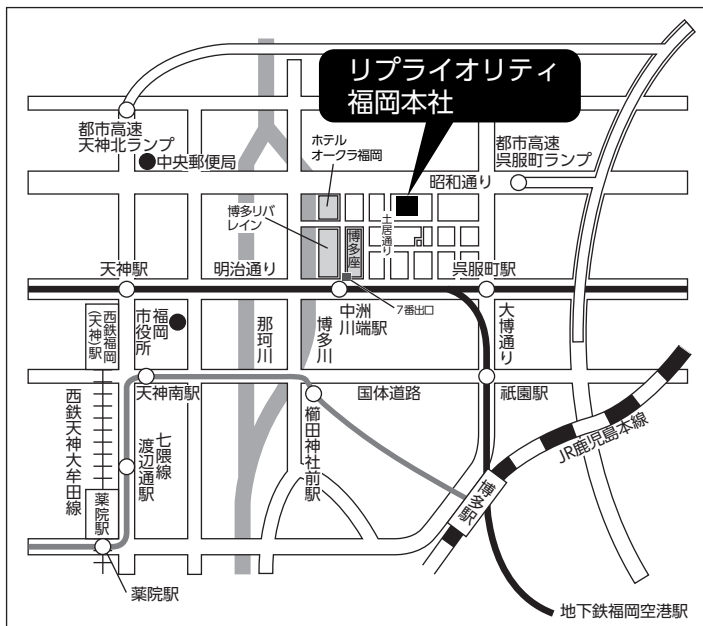 リプライオリティ
福岡本社
都市高速
天神北ランプ
中央郵便局
ホテル
オークラ福岡
都市高速
呉服町ランプ
昭和通り
博多リバ
レイン
博多座
土居通り
天神駅
明治通り
呉服町駅
7番出口
中洲
川端駅
西鉄福岡
(天神)駅
福岡
市役所
那珂川
博多川
大博通り
天神南駅
国体道路
祇園駅
西鉄天神大牟田線
七隈線
渡辺通駅
櫛田神社前駅
JR鹿児島本線
博多駅
薬院駅
薬院駅
地下鉄福岡空港駅